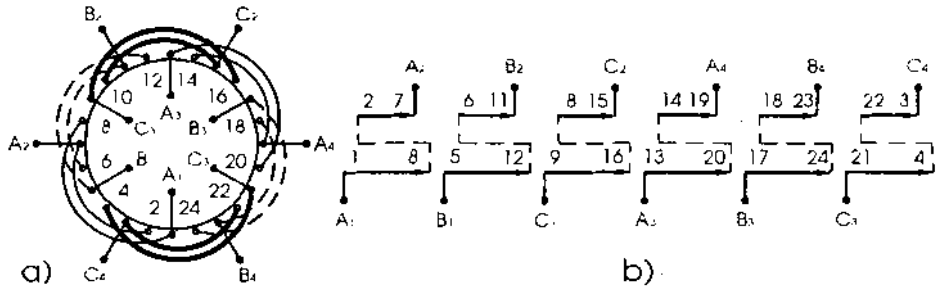 B₂ C₂
12 14
10 16
A₃
8 C₁ B₃ 18
A₂ A₄
6 B C₃ 20
4 A₁ 22
2 24
C₄ B₄
a)
A₂ B₂ C₂ A₄ B₄ C₄
2 7 6 11 8 15 14 19 18 23 22 3
1 8 5 12 9 16 13 20 17 24 21 4
A₁ B₁ C₁ A₃ B₃ C₃
b)